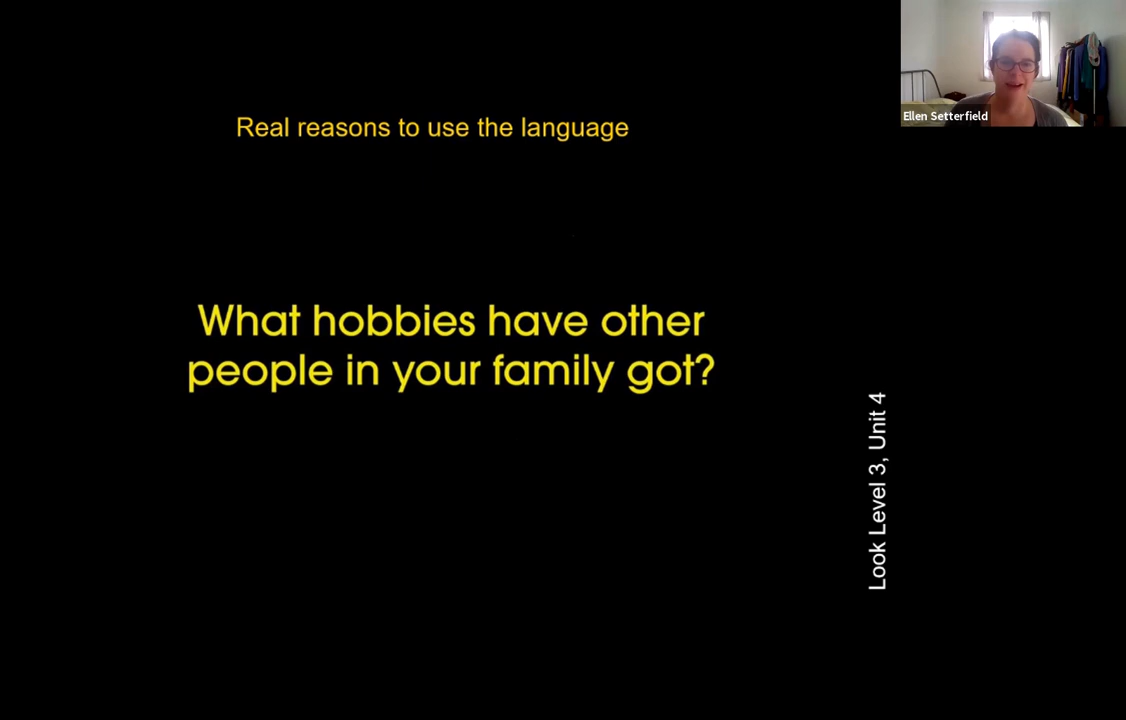 Ellen Setterfield
Real reasons to use the language
What hobbies have other
people in your family got?
Look Level 3, Unit 4